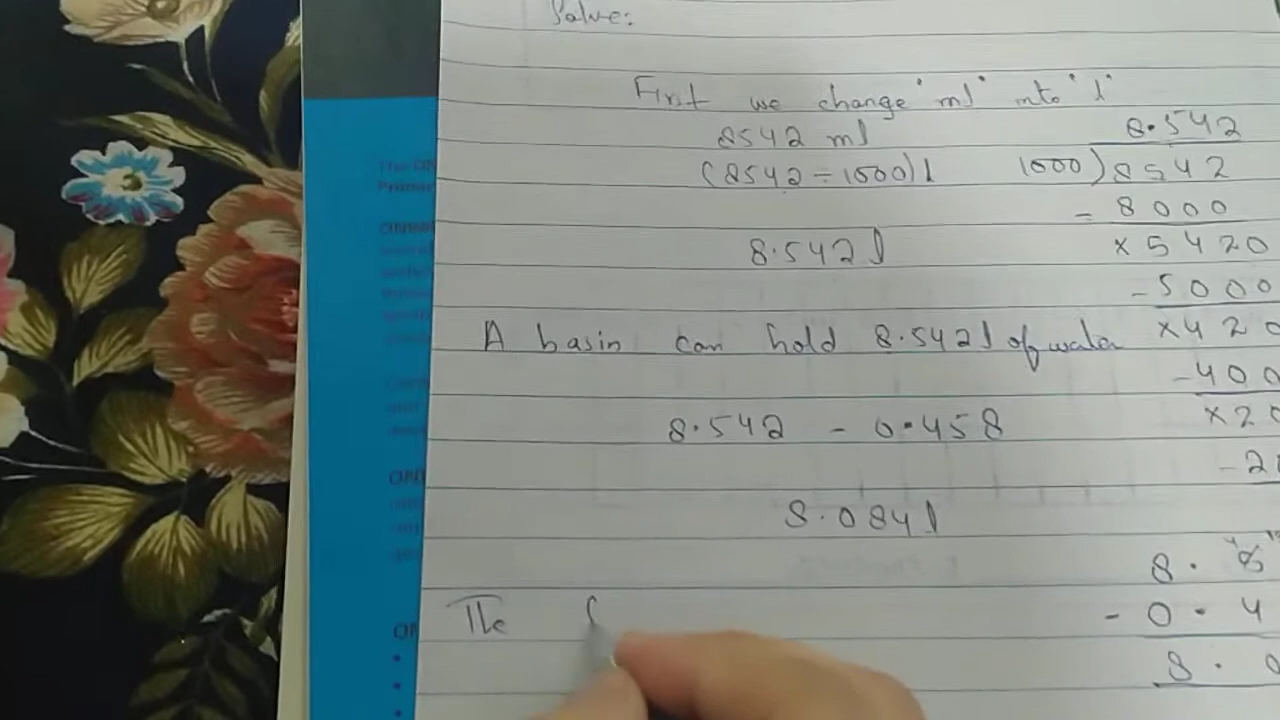 Solve:
First we change "ml" into "l"
8542 ml
8.542
(8542 ÷ 1000) l
1000)8542
- 8000
8.542 l
×5420
- 5000
A basin can hold 8.542 l of water
×420
-400
8.542 - 0.458
×20
-2
8.084 l
8.
- 0.4
The
8.0